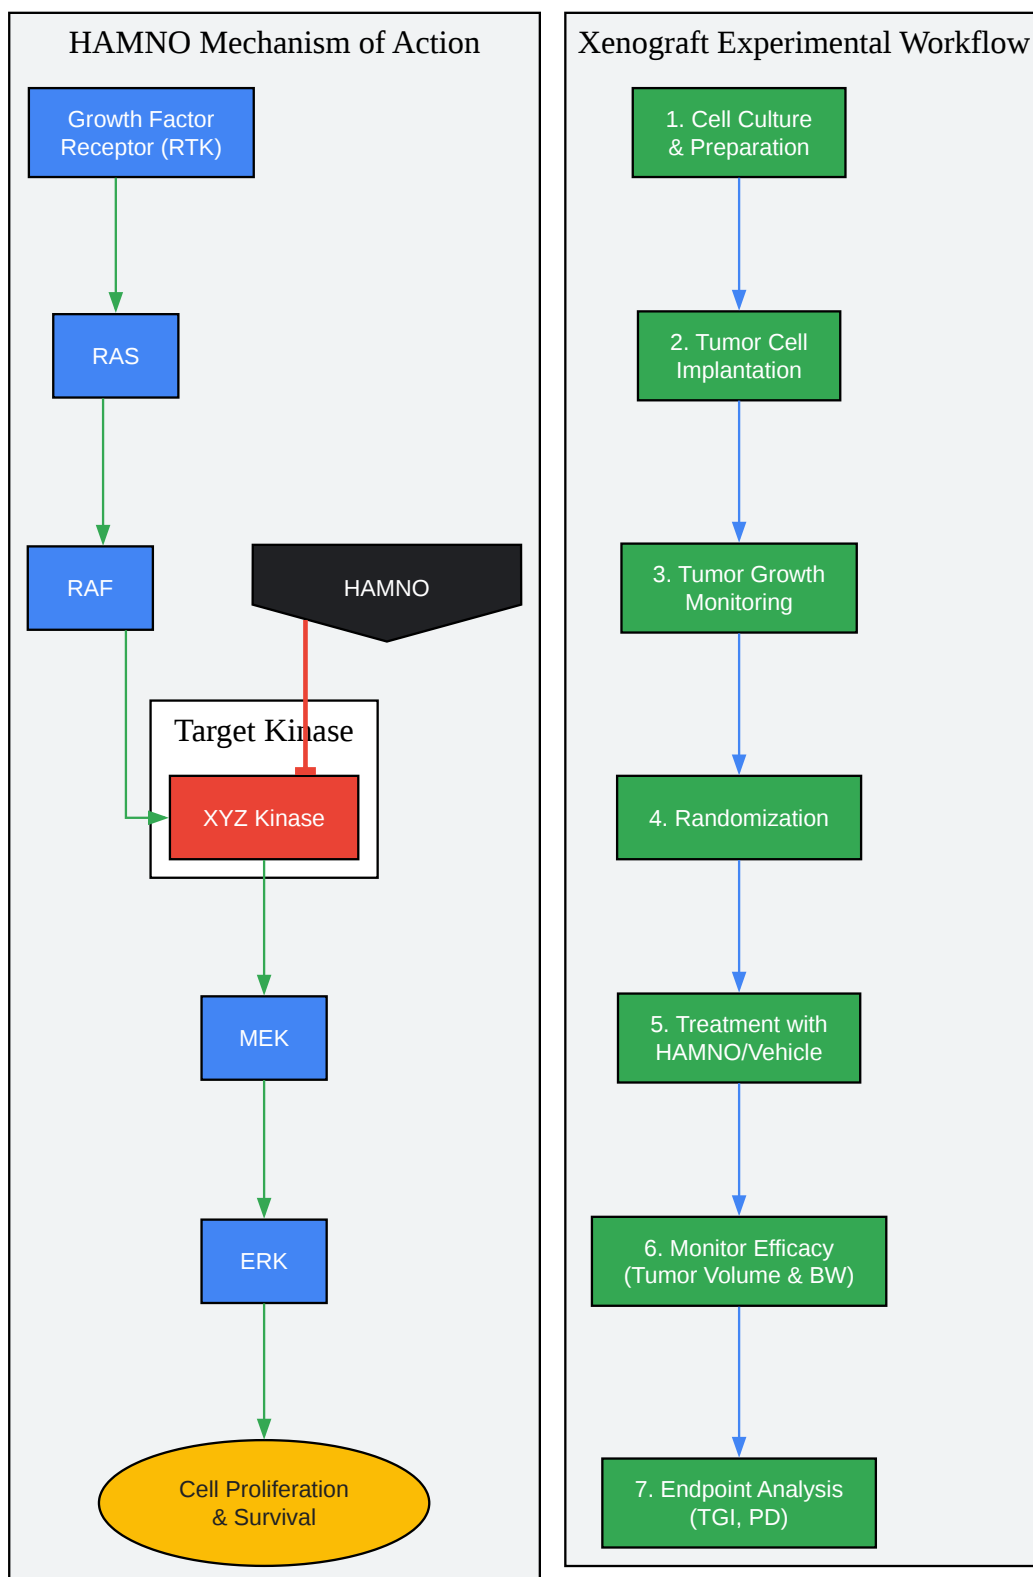 HAMNO Mechanism of Action
Growth Factor
Receptor (RTK)
RAS
RAF
HAMNO
Target Kinase
XYZ Kinase
MEK
ERK
Cell Proliferation
& Survival
Xenograft Experimental Workflow
1. Cell Culture
& Preparation
2. Tumor Cell
Implantation
3. Tumor Growth
Monitoring
4. Randomization
5. Treatment with
HAMNO/Vehicle
6. Monitor Efficacy
(Tumor Volume & BW)
7. Endpoint Analysis
(TGI, PD)